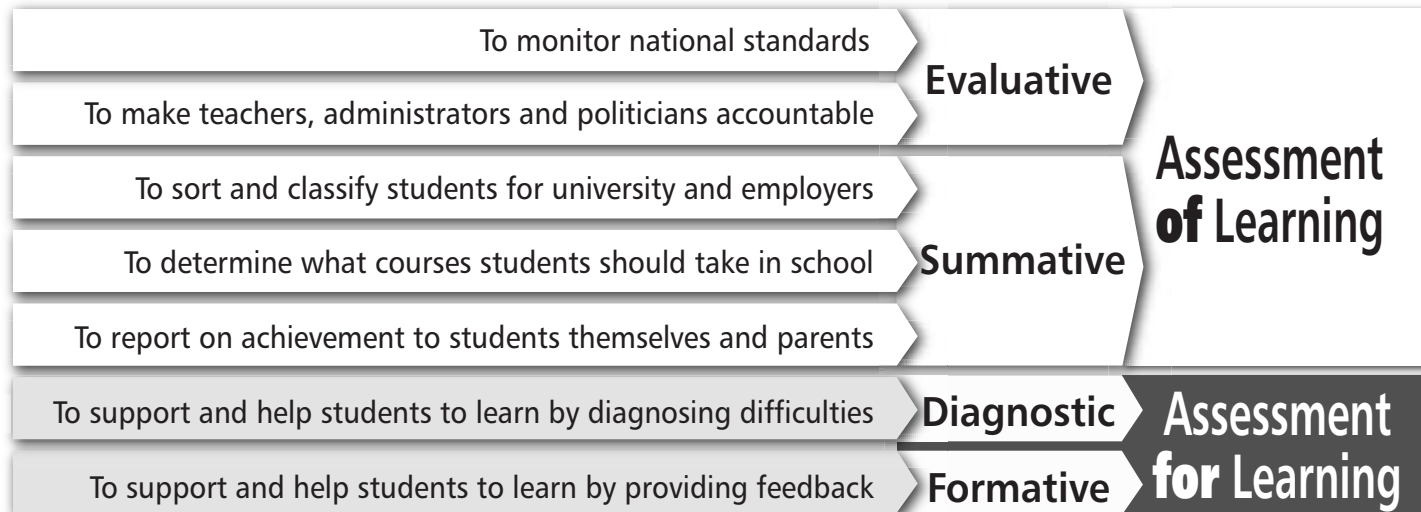 To monitor national standards
To make teachers, administrators and politicians accountable
Evaluative
To sort and classify students for university and employers
To determine what courses students should take in school
To report on achievement to students themselves and parents
Summative
Assessment
of Learning
To support and help students to learn by diagnosing difficulties
Diagnostic
To support and help students to learn by providing feedback
Formative
Assessment
for Learning